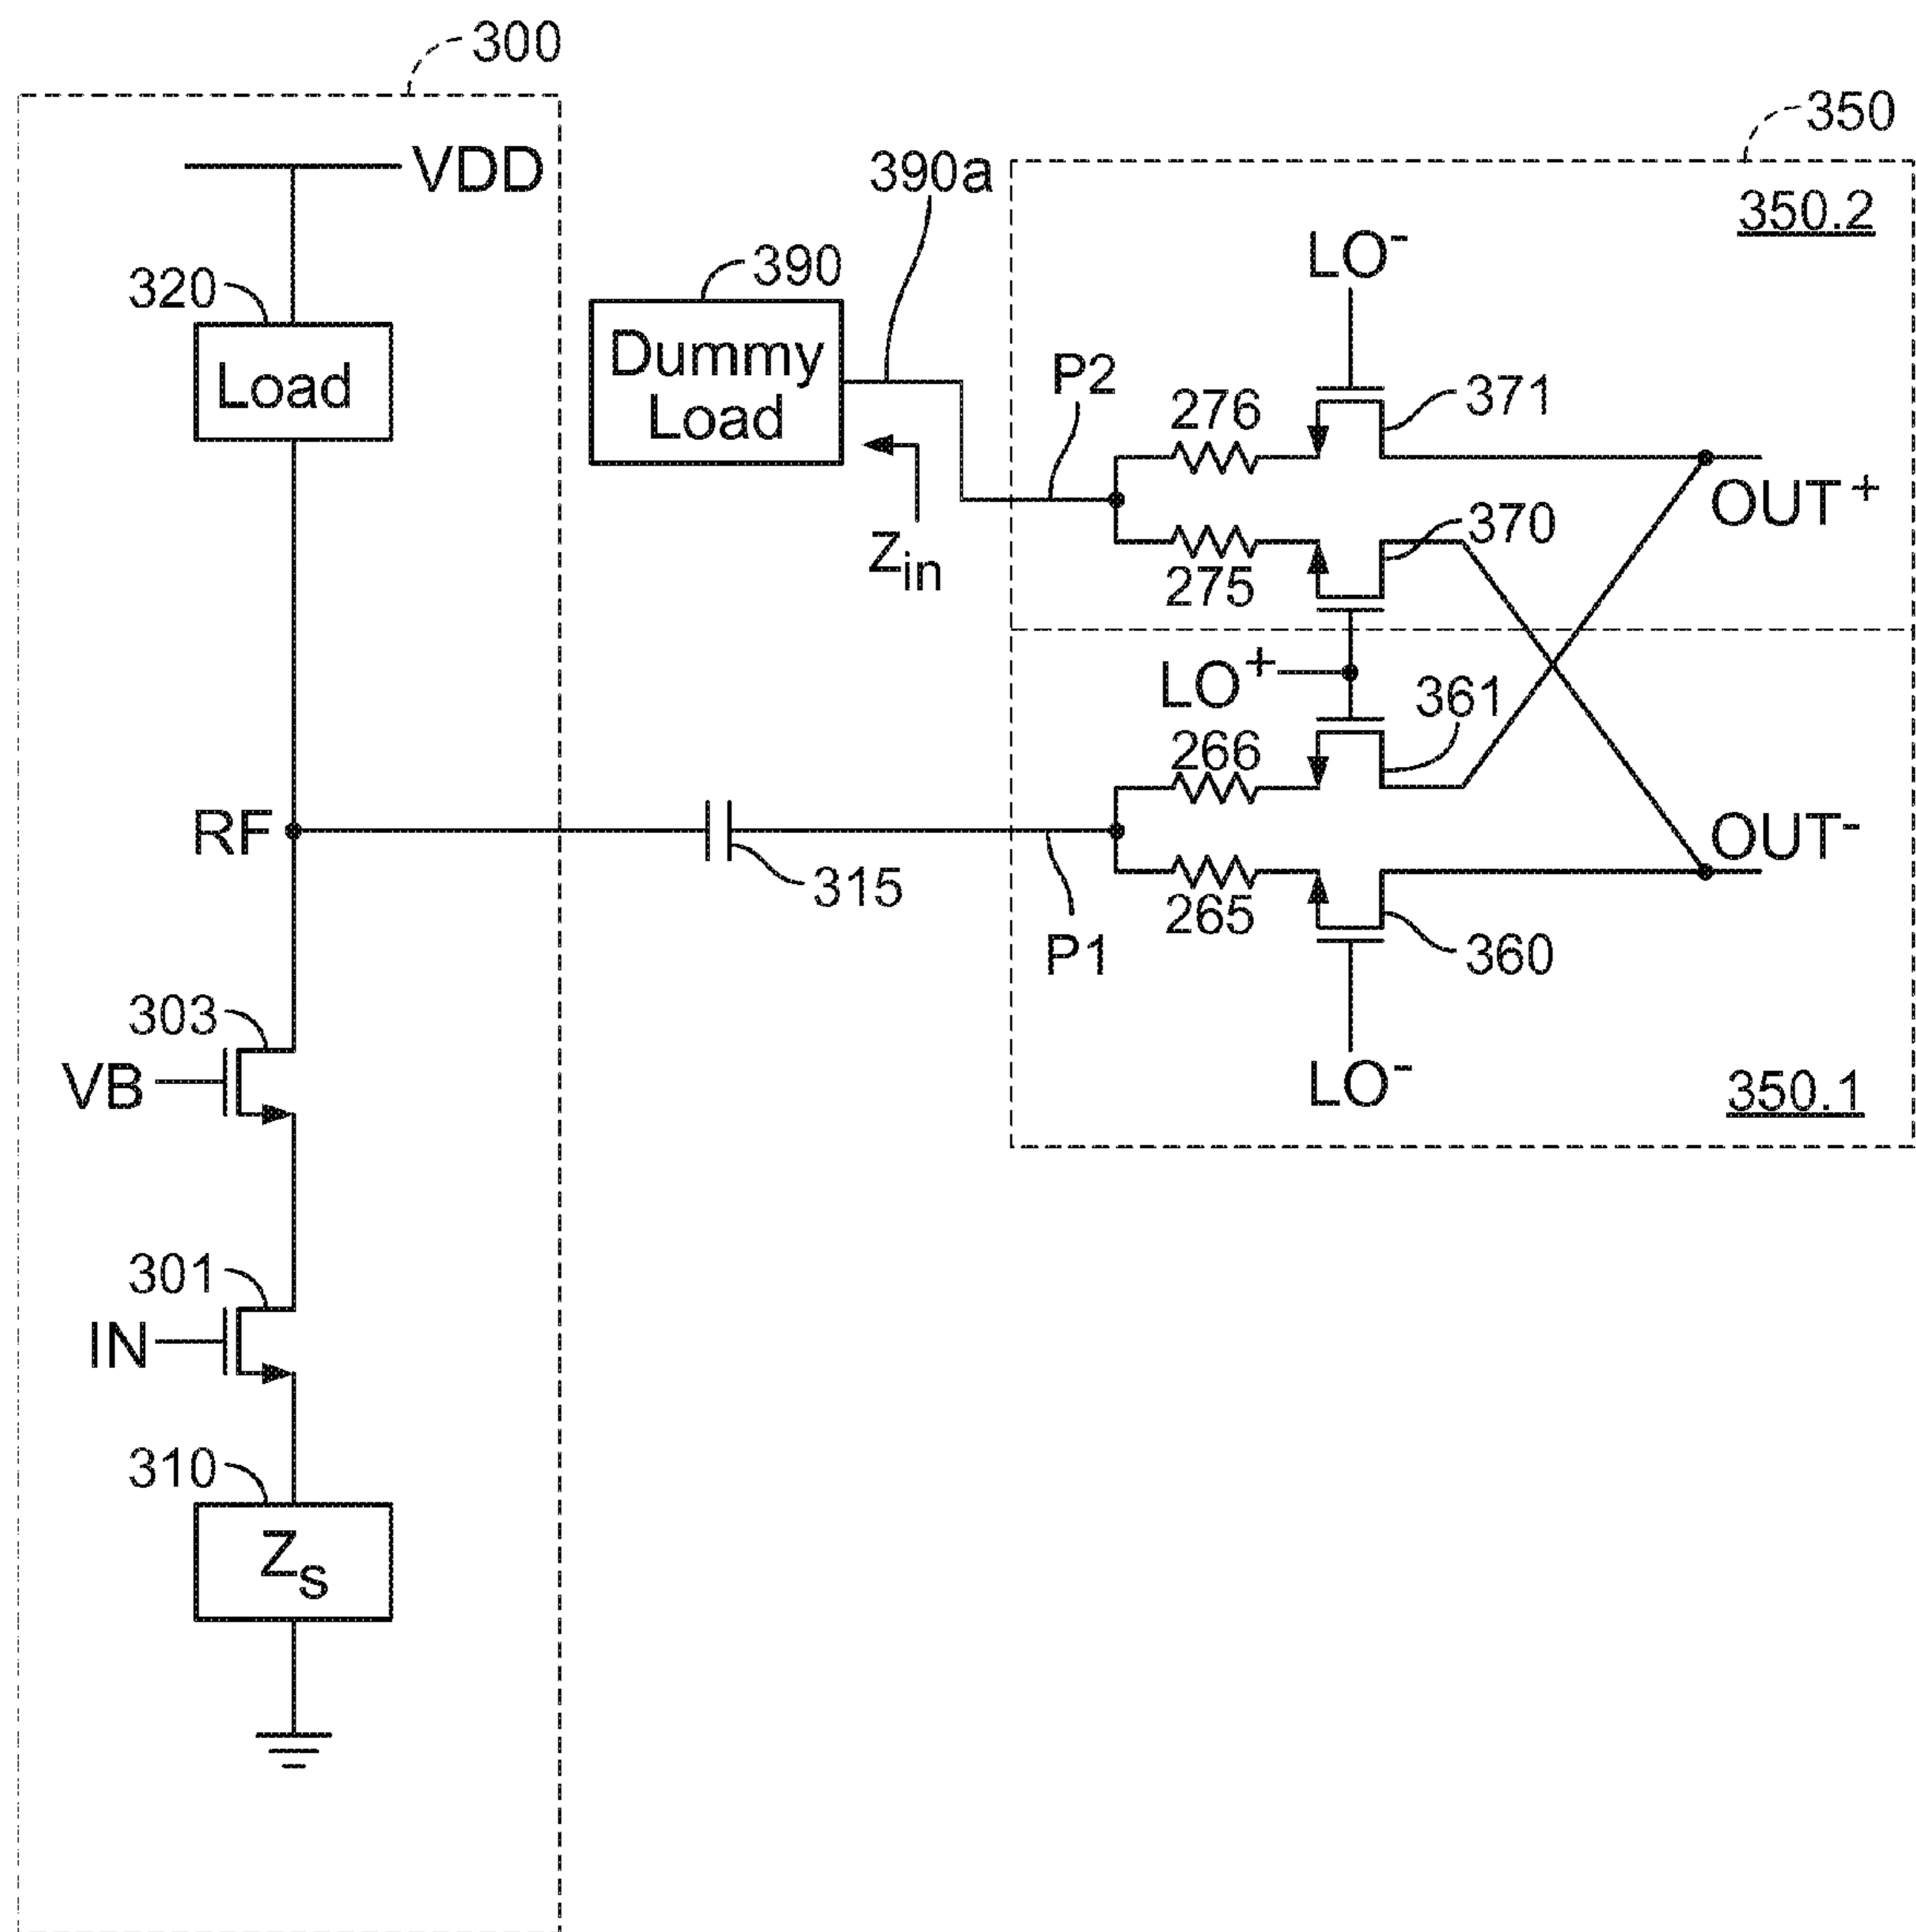 300
VDD
320
Load
RF
303
VB
301
IN
310
Zs
390a
390
Dummy
Load
Zin
315
350
350.2
LO-
P2
276
371
OUT+
275
370
LO+
361
266
OUT-
265
P1
360
LO-
350.1